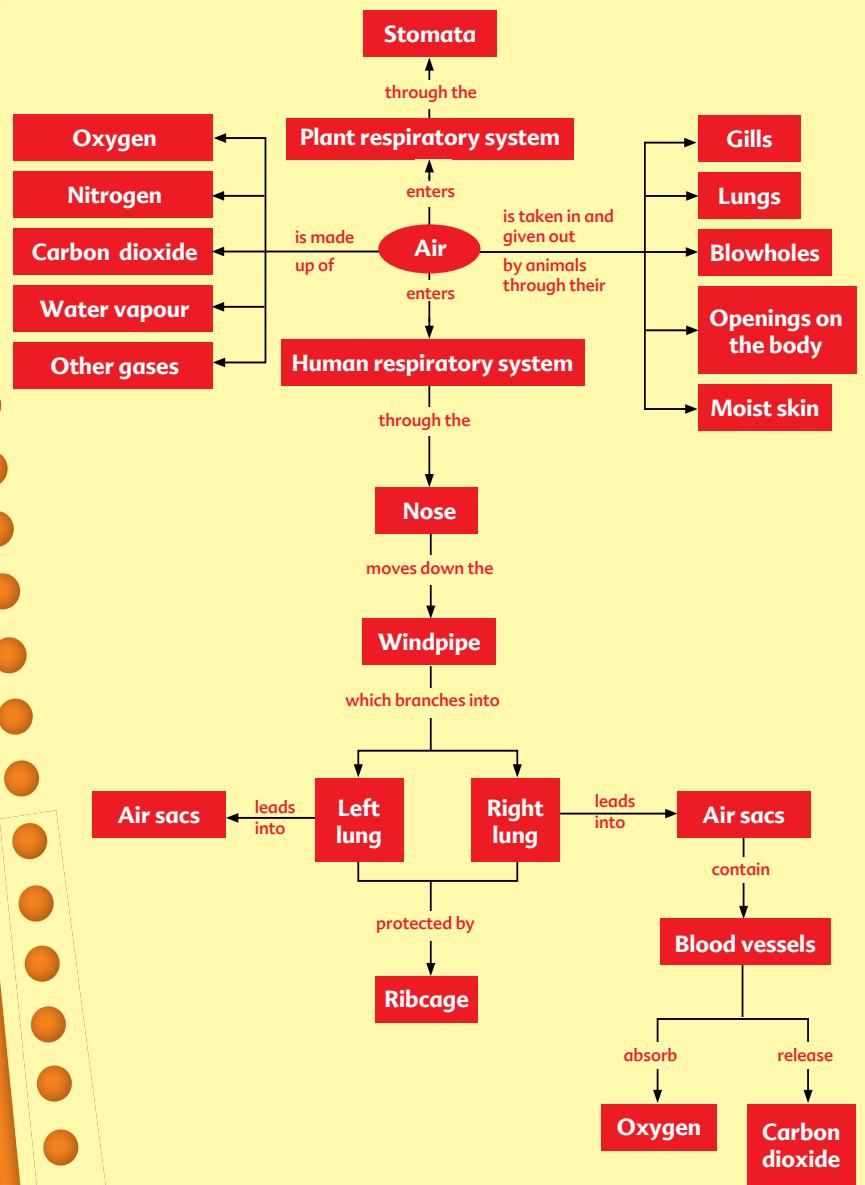 Stomata
through the
Plant respiratory system
enters
Oxygen
Nitrogen
Carbon dioxide
Water vapour
Other gases
is made
up of
Air
is taken in and
given out
by animals
through their
Gills
Lungs
Blowholes
Openings on
the body
Moist skin
enters
Human respiratory system
through the
Nose
moves down the
Windpipe
which branches into
Air sacs
leads
into
Left
lung
Right
lung
leads
into
Air sacs
contain
Blood vessels
protected by
Ribcage
absorb
release
Oxygen
Carbon
dioxide